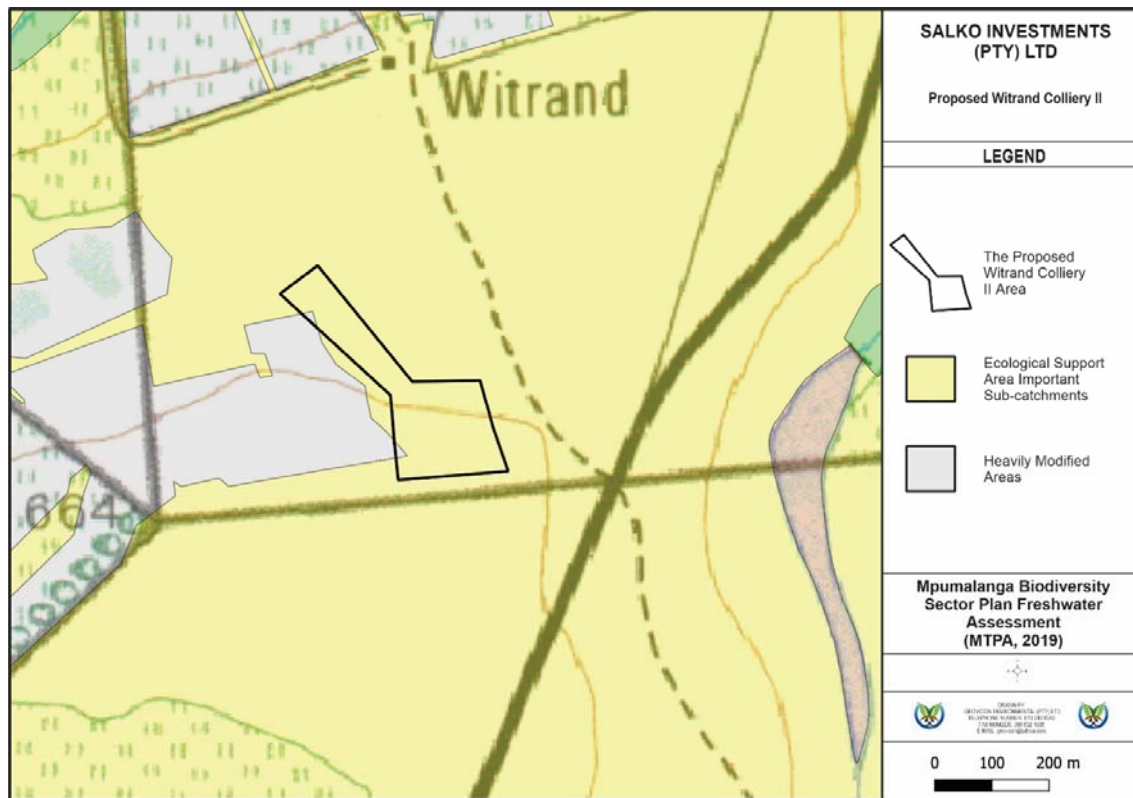 Witrand
664
SALKO INVESTMENTS
(PTY) LTD
Proposed Witrand Colliery II
LEGEND
The Proposed
Witrand Colliery
II Area
Ecological Support
Area Important
Sub-catchments
Heavily Modified
Areas
Mpumalanga Biodiversity
Sector Plan Freshwater
Assessment
(MTPA, 2019)
0 100 200 m